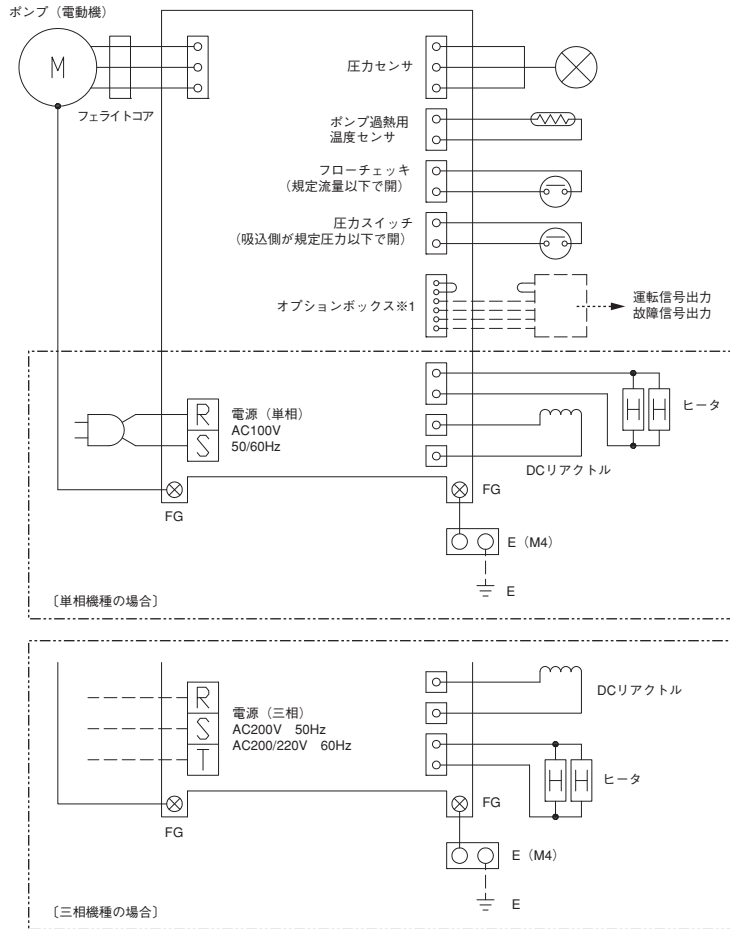 ポンプ（電動機）
M
フェライトコア
圧力センサ
ポンプ過熱用
温度センサ
フローチェッキ
（規定流量以下で開）
圧力スイッチ
（吸込側が規定圧力以下で開）
オプションボックス※1
運転信号出力
故障信号出力
R
S
電源（単相）
AC100V
50/60Hz
H H
ヒータ
DCリアクトル
FG
FG
E（M4）
E
〔単相機種の場合〕
R
S
T
電源（三相）
AC200V 50Hz
AC200/220V 60Hz
DCリアクトル
H H
ヒータ
FG
FG
E（M4）
E
〔三相機種の場合〕